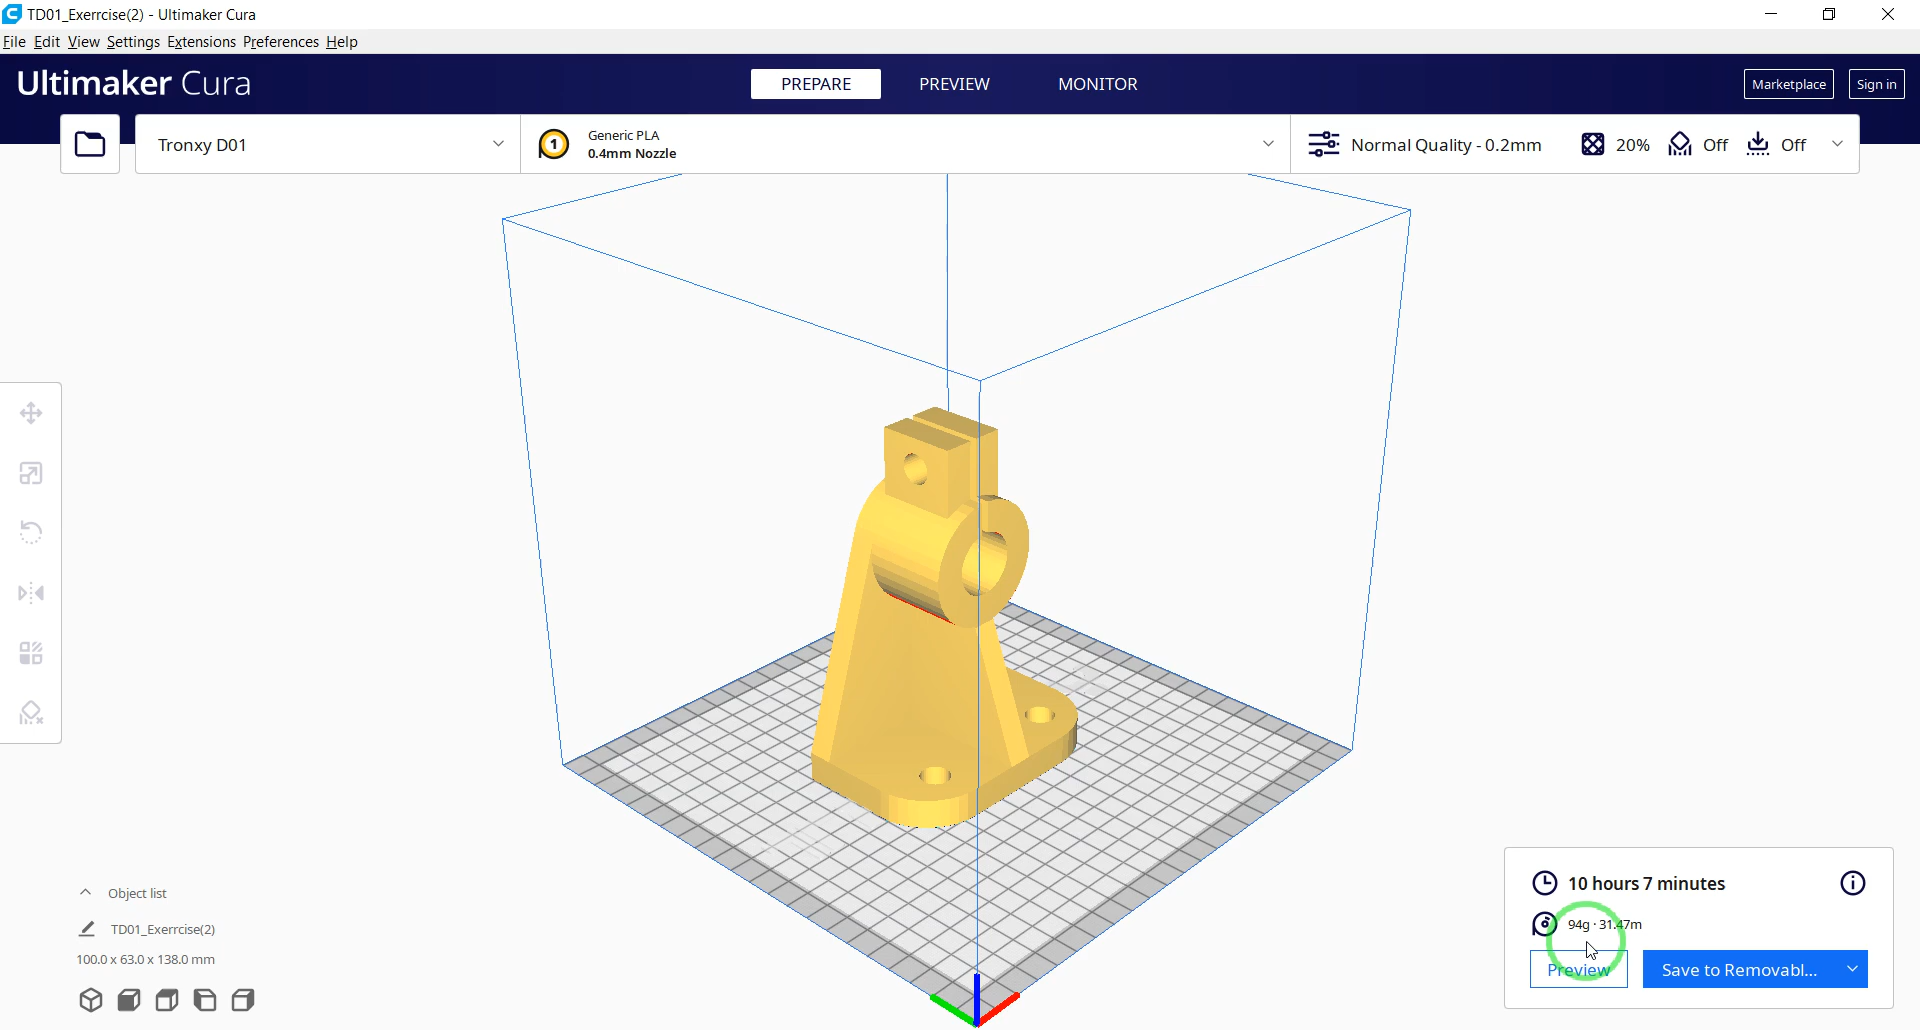 TD01_Exerrcise(2) - Ultimaker Cura
File Edit View Settings Extensions Preferences Help
Ultimaker Cura
PREPARE PREVIEW MONITOR
Marketplace Sign in
Tronxy D01
1
Generic PLA
0.4mm Nozzle
Normal Quality - 0.2mm 20% Off Off
Object list
TD01_Exerrcise(2)
100.0 x 63.0 x 138.0 mm
10 hours 7 minutes
94g · 31.47m
Preview Save to Removabl...